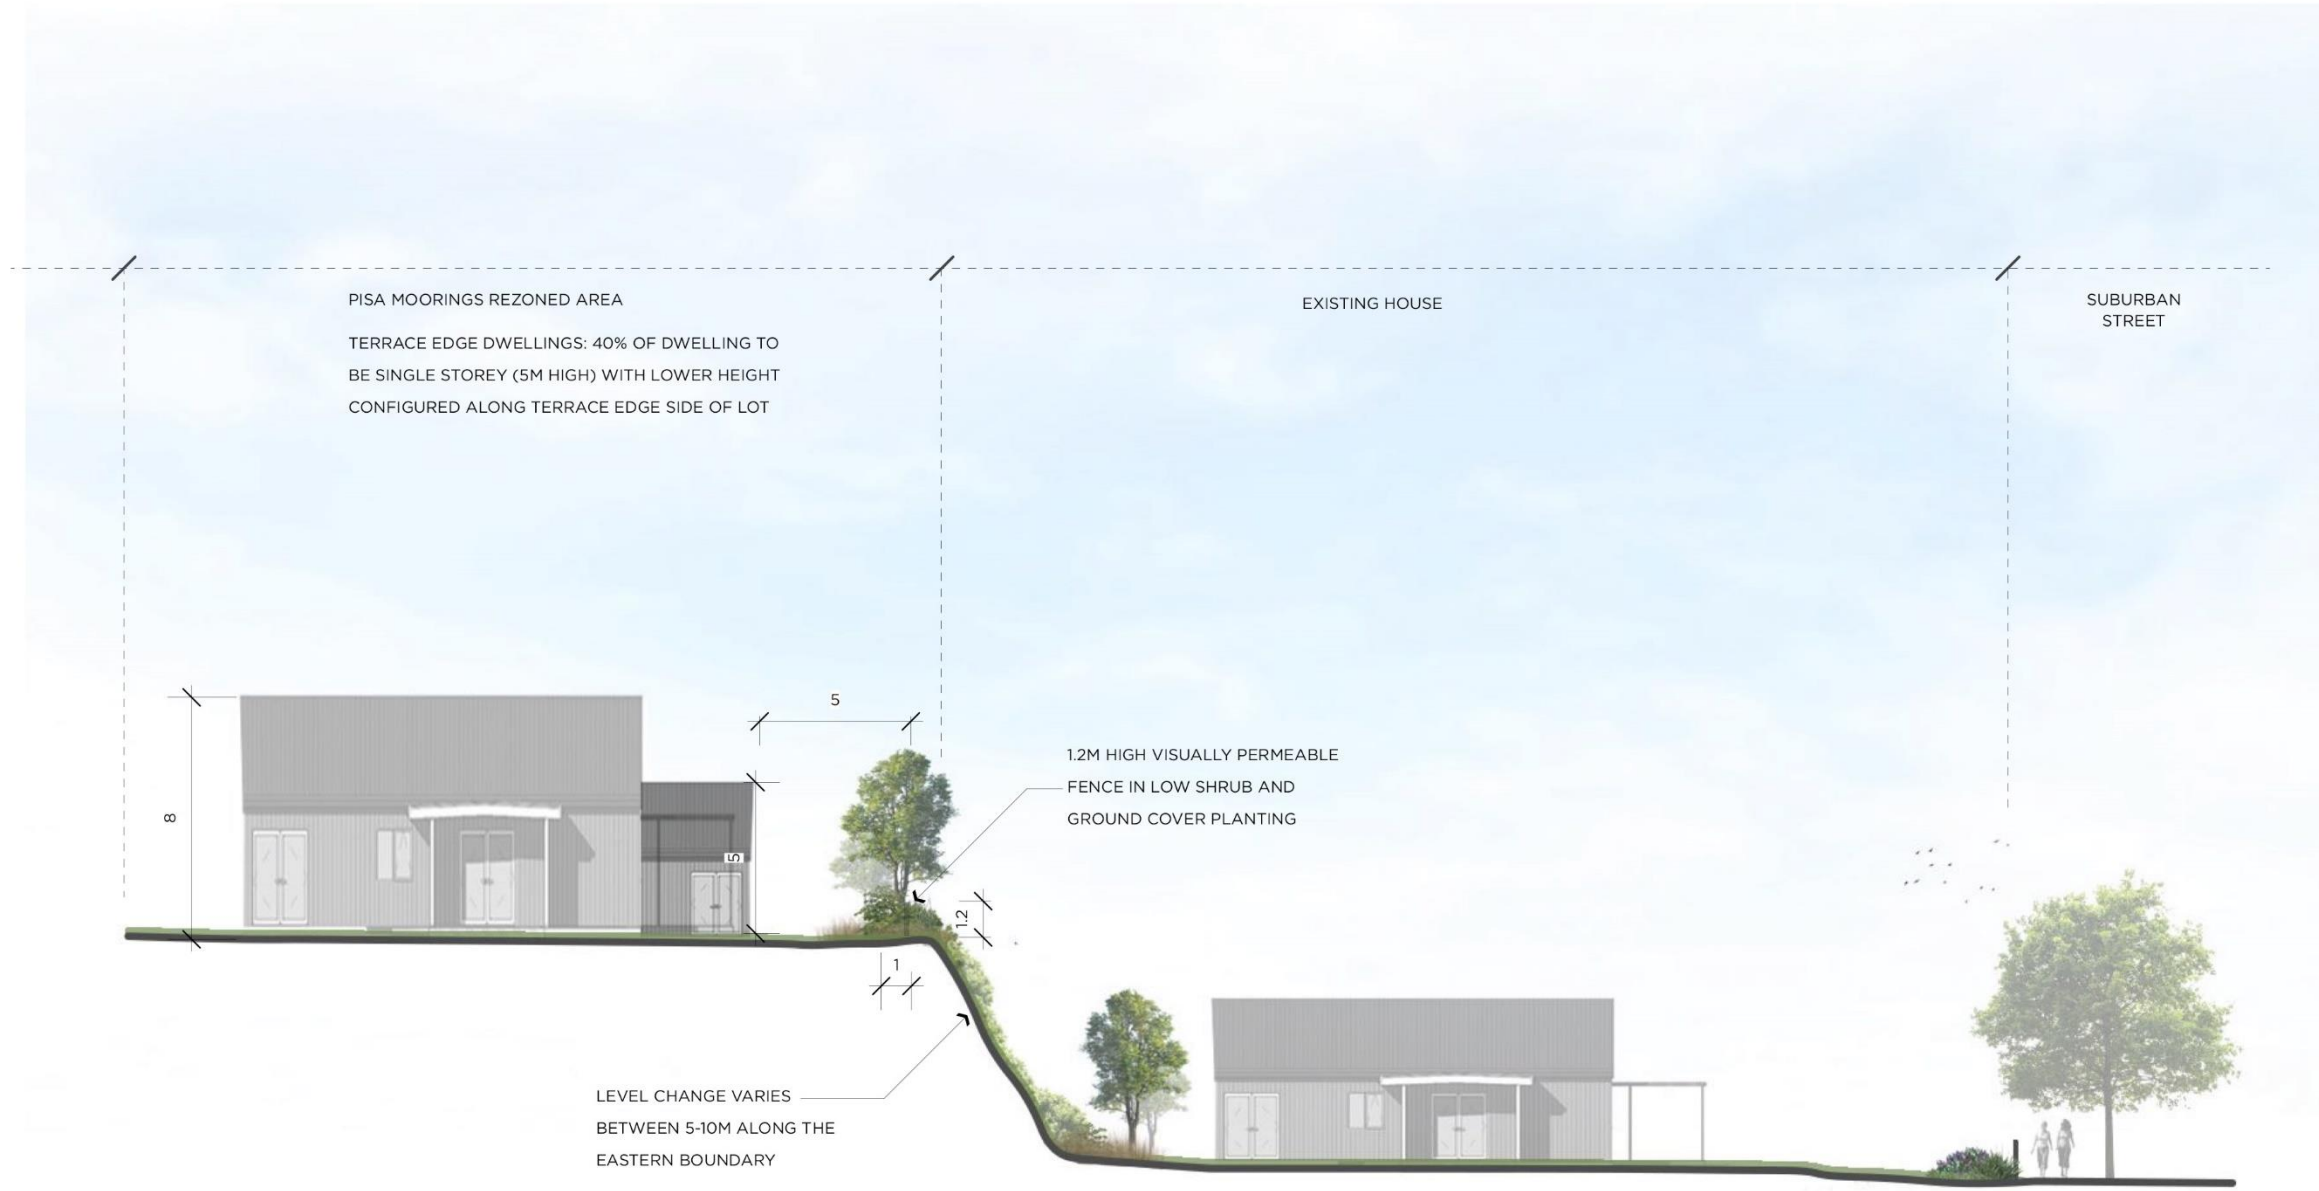 PISA MOORINGS REZONED AREA
TERRACE EDGE DWELLINGS: 40% OF DWELLING TO
BE SINGLE STOREY (5M HIGH) WITH LOWER HEIGHT
CONFIGURED ALONG TERRACE EDGE SIDE OF LOT
EXISTING HOUSE
SUBURBAN
STREET
5
8
5
1.2M HIGH VISUALLY PERMEABLE
FENCE IN LOW SHRUB AND
GROUND COVER PLANTING
1.2
1
LEVEL CHANGE VARIES
BETWEEN 5-10M ALONG THE
EASTERN BOUNDARY